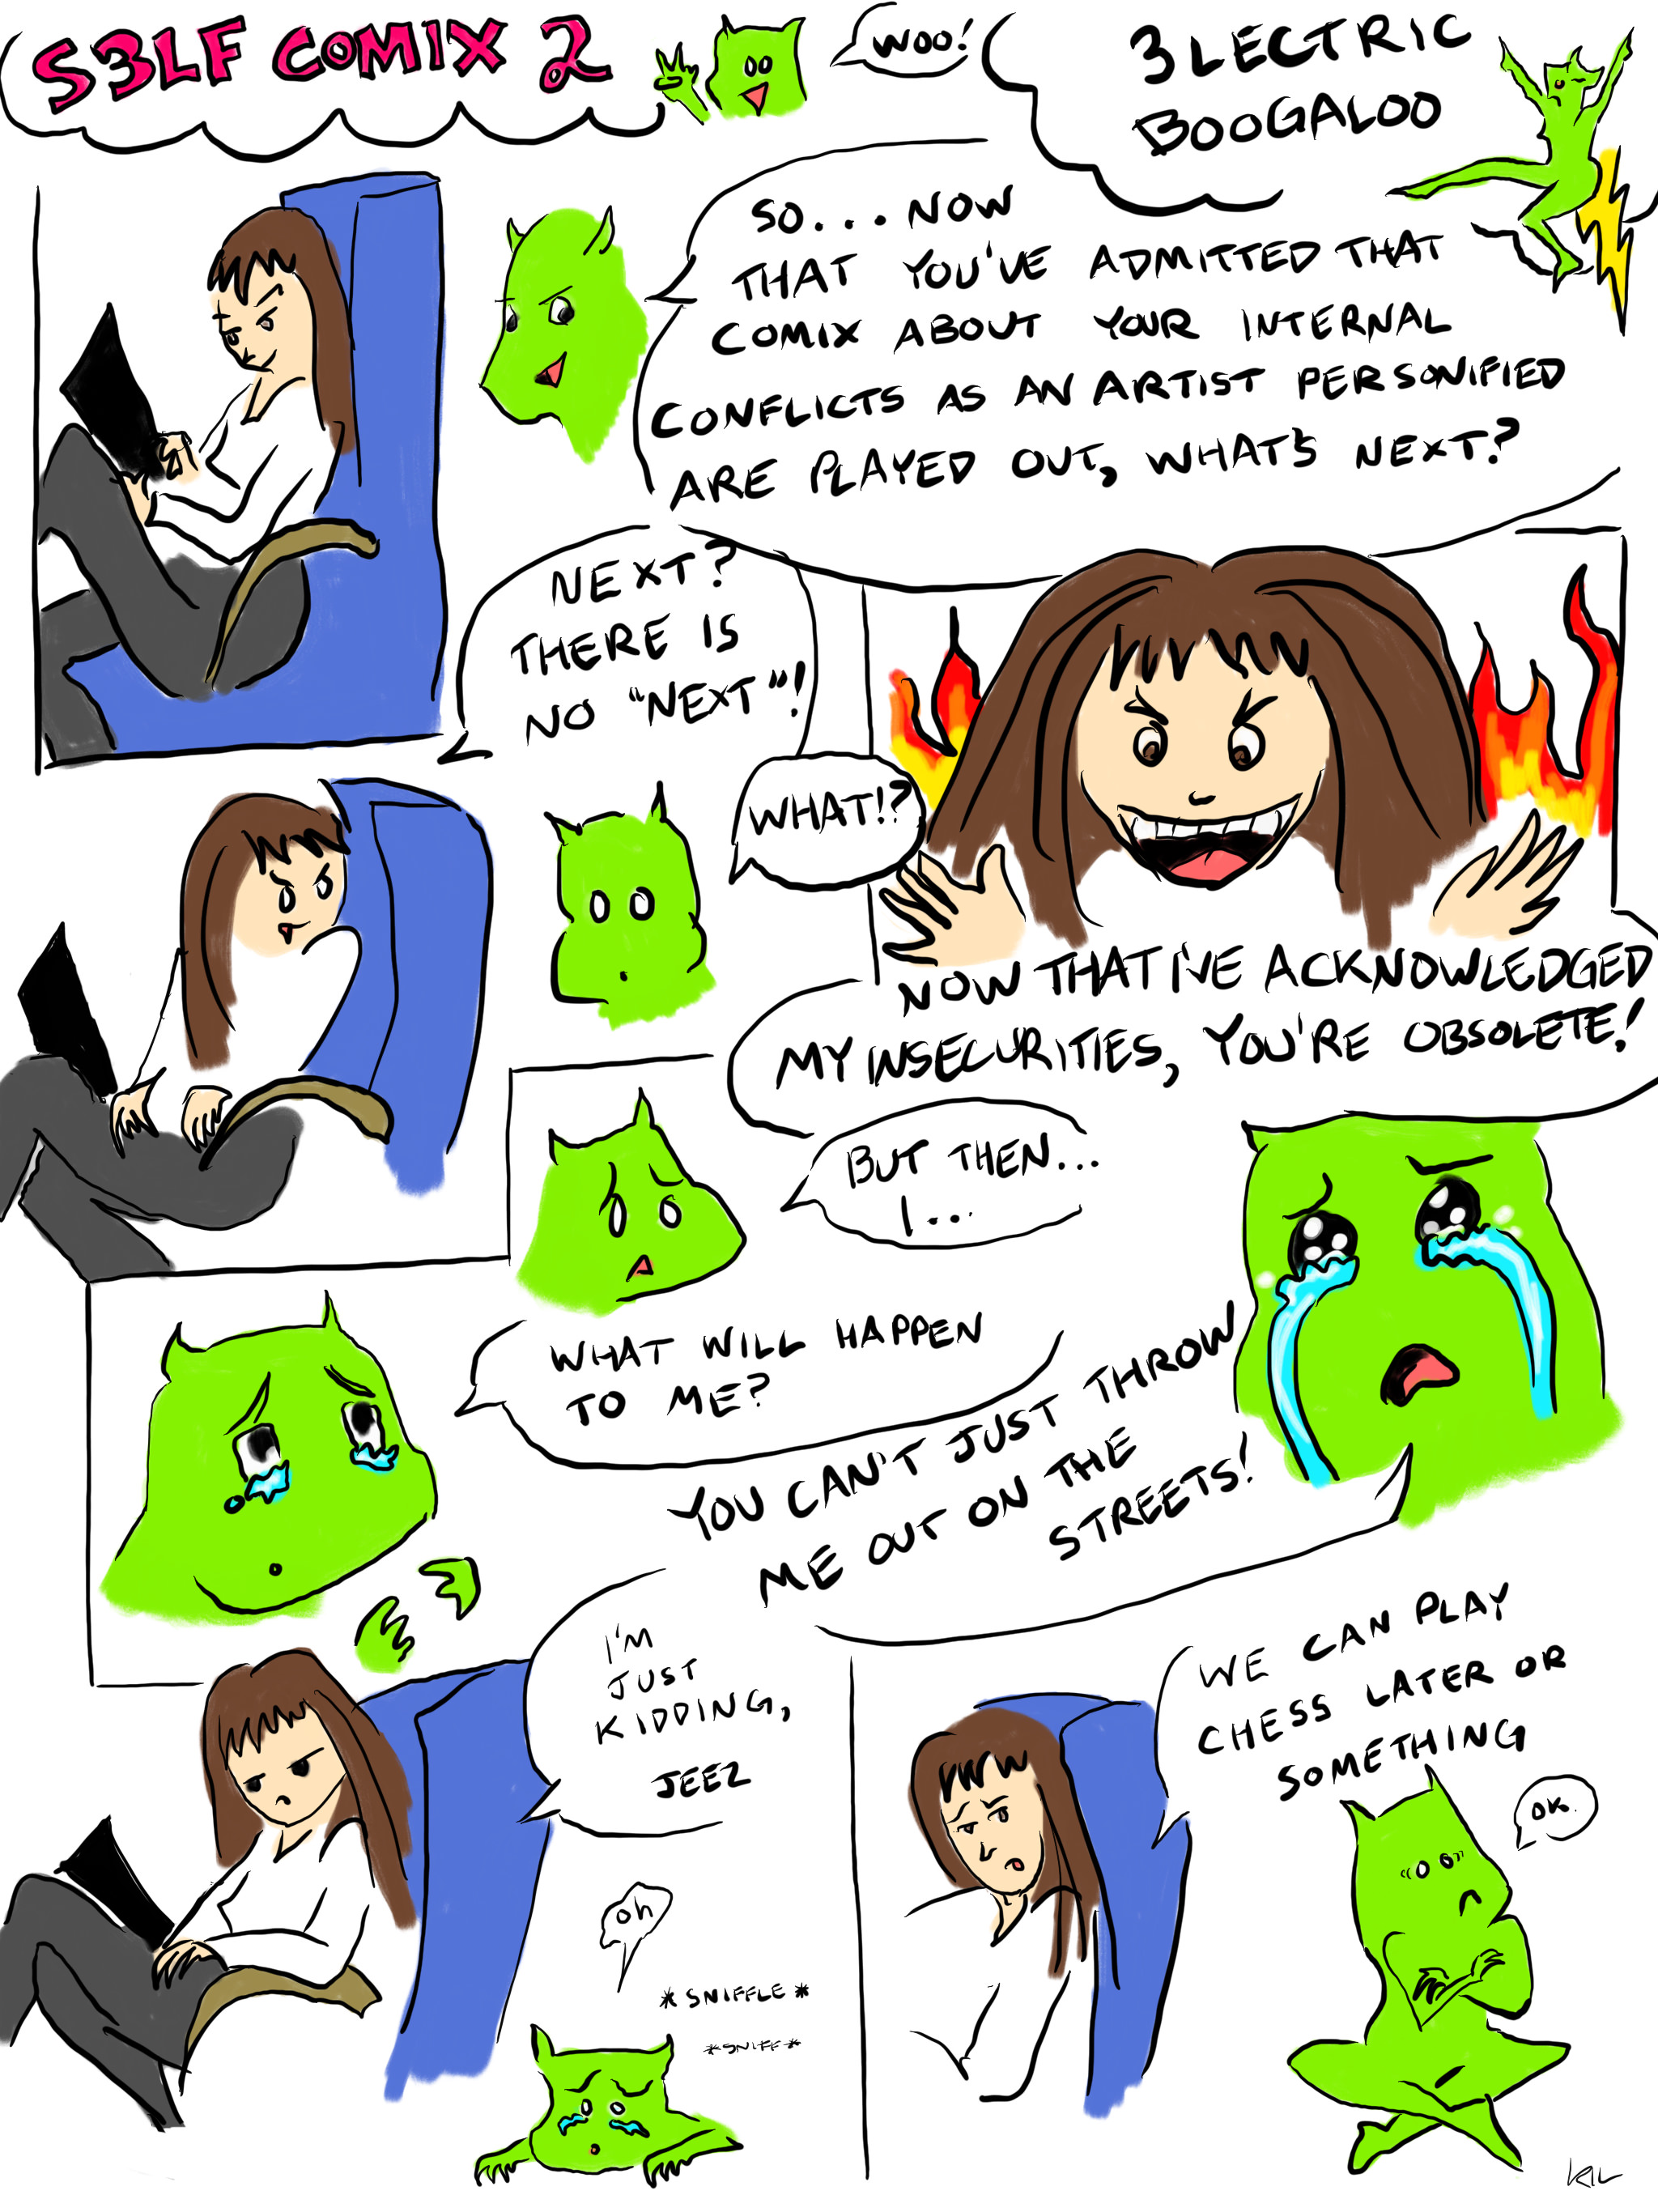 S3LF COMIX 2
WOO!
3LECTRIC
BOOGALOO
SO... NOW
THAT YOU'VE ADMITTED THAT
COMIX ABOUT YOUR INTERNAL
CONFLICTS AS AN ARTIST PERSONIFIED
ARE PLAYED OUT, WHAT'S NEXT?
NEXT?
THERE IS
NO "NEXT"!
WHAT!?
NOW THAT I'VE ACKNOWLEDGED
MY INSECURITIES, YOU'RE OBSOLETE!
BUT THEN...
I...
WHAT WILL HAPPEN
TO ME?
YOU CAN'T JUST THROW
ME OUT ON THE
STREETS!
I'M
JUST
KIDDING,
JEEZ
oh
*SNIFFLE*
*SNIFF*
WE CAN PLAY
CHESS LATER OR
SOMETHING
OK.